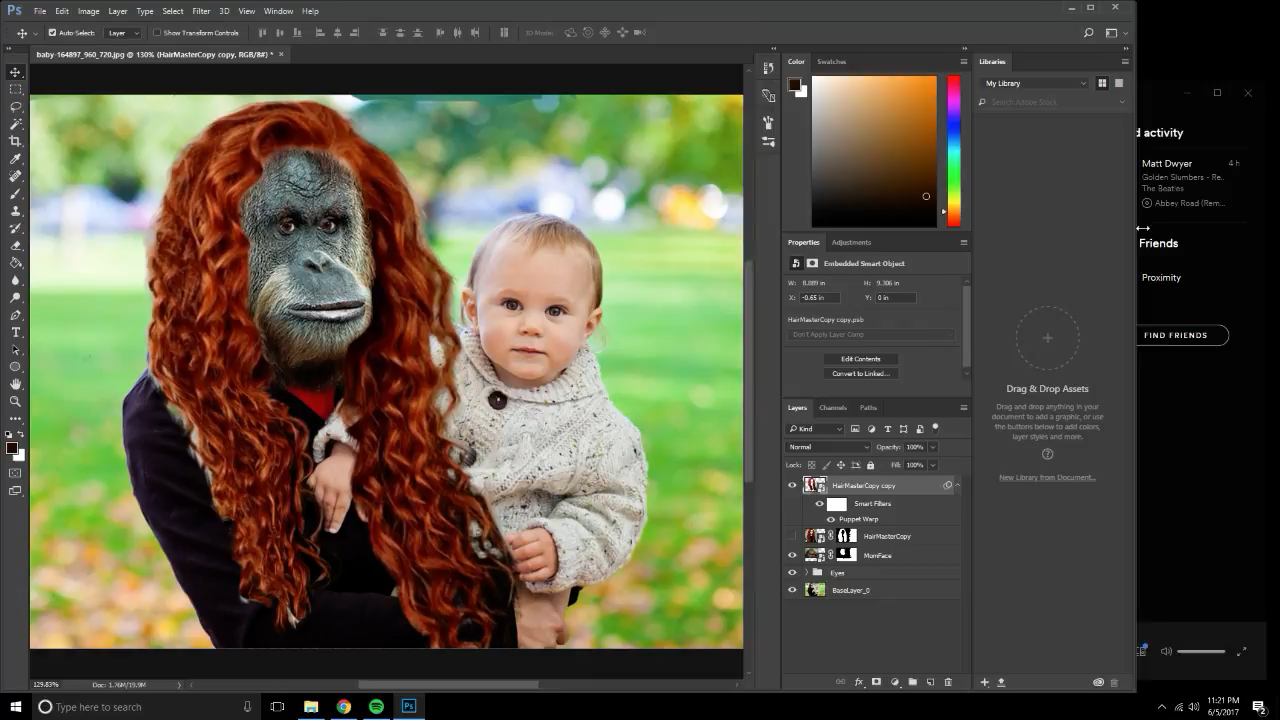 Ps File Edit Image Layer Type Select Filter 3D View Window Help
Auto-Select: Layer Show Transform Controls 3D Mode:
baby-164897_960_720.jpg @ 130% (HairMasterCopy copy, RGB/8#) * ×
Color Swatches
Libraries
My Library
Search Adobe Stock
d activity
Matt Dwyer 4 h
Golden Slumbers - Re..
The Beatles
Abbey Road (Rem...
Friends
Proximity
FIND FRIENDS
Properties Adjustments
Embedded Smart Object
W: 8.889 in H: 9.306 in
X: -0.65 in Y: 0 in
HairMasterCopy copy.psb
Don't Apply Layer Comp
Edit Contents
Convert to Linked...
Drag & Drop Assets
Drag and drop anything in your
document to add a graphic, or use
the buttons below to add colors,
layer styles and more.
New Library from Document...
Layers Channels Paths
Kind
Normal Opacity: 100%
Lock: Fill: 100%
HairMasterCopy copy
Smart Filters
Puppet Warp
HairMasterCopy
MomFace
Eyes
BaseLayer_0
129.83% Doc: 1.76M/19.9M
Type here to search
Ps
11:21 PM
6/5/2017
2